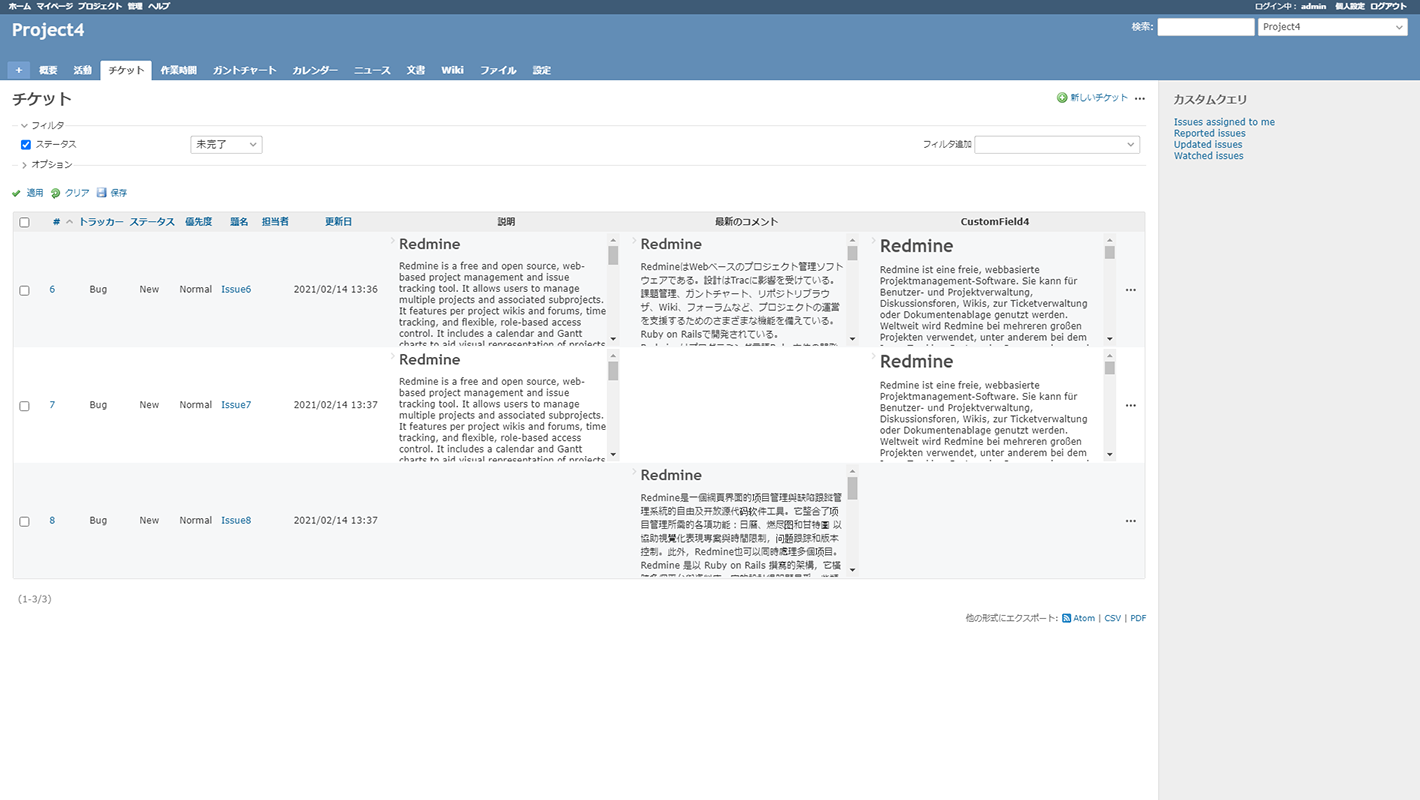 ホーム マイページ プロジェクト 管理 ヘルプ
ログイン中： admin 個人設定 ログアウト
Project4
検索: Project4
+ 概要 活動 チケット 作業時間 ガントチャート カレンダー ニュース 文書 Wiki ファイル 設定
チケット
新しいチケット ...
フィルタ
ステータス 未完了 フィルタ追加
オプション
適用 クリア 保存
# トラッカー ステータス 優先度 題名 担当者 更新日 説明 最新のコメント CustomField4
6 Bug New Normal Issue6 2021/02/14 13:36
Redmine
Redmine is a free and open source, web-
based project management and issue
tracking tool. It allows users to manage
multiple projects and associated subprojects.
It features per project wikis and forums, time
tracking, and flexible, role-based access
control. It includes a calendar and Gantt
charts to aid visual representation of projects
Redmine
RedmineはWebベースのプロジェクト管理ソフト
ウェアである。設計はTracに影響を受けている。
課題管理、ガントチャート、リポジトリブラウ
ザ、Wiki、フォーラムなど、プロジェクトの運営
を支援するためのさまざまな機能を備えている。
Ruby on Railsで開発されている。
Redmine
Redmine ist eine freie, webbasierte
Projektmanagement-Software. Sie kann für
Benutzer- und Projektverwaltung,
Diskussionsforen, Wikis, zur Ticketverwaltung
oder Dokumentenablage genutzt werden.
Weltweit wird Redmine bei mehreren großen
Projekten verwendet, unter anderem bei dem
...
7 Bug New Normal Issue7 2021/02/14 13:37
Redmine
Redmine is a free and open source, web-
based project management and issue
tracking tool. It allows users to manage
multiple projects and associated subprojects.
It features per project wikis and forums, time
tracking, and flexible, role-based access
control. It includes a calendar and Gantt
charts to aid visual representation of projects
Redmine
Redmine ist eine freie, webbasierte
Projektmanagement-Software. Sie kann für
Benutzer- und Projektverwaltung,
Diskussionsforen, Wikis, zur Ticketverwaltung
oder Dokumentenablage genutzt werden.
Weltweit wird Redmine bei mehreren großen
Projekten verwendet, unter anderem bei dem
...
8 Bug New Normal Issue8 2021/02/14 13:37
Redmine
Redmine是一個網頁界面的项目管理與缺陷跟踪管
理系統的自由及开放源代码软件工具。它整合了项
目管理所需的各項功能：日曆、燃尽图和甘特圖 以
協助視覺化表現專案與時間限制，问题跟踪和版本
控制。此外，Redmine也可以同時處理多個项目。
Redmine 是以 Ruby on Rails 撰寫的架構，它橫
...
(1-3/3)
他の形式にエクスポート: Atom | CSV | PDF
カスタムクエリ
Issues assigned to me
Reported issues
Updated issues
Watched issues